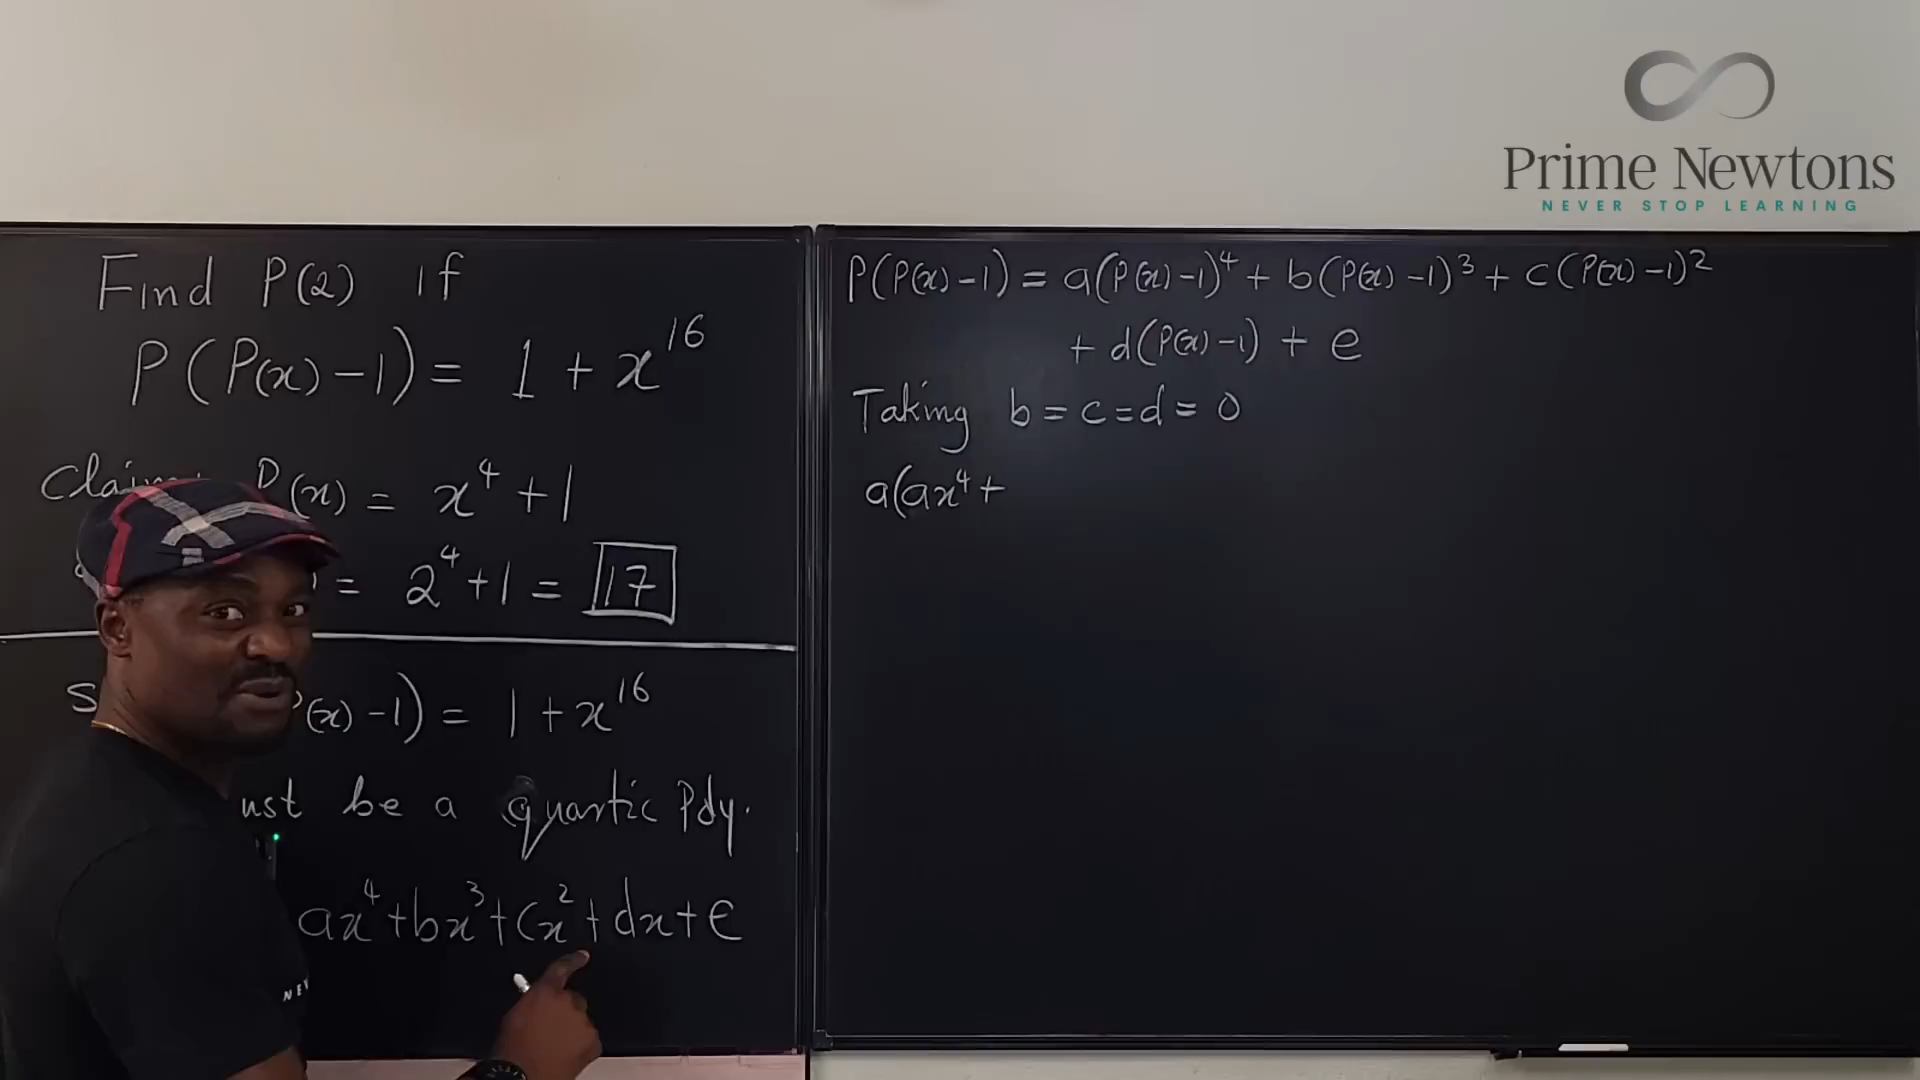 Prime Newtons
NEVER STOP LEARNING
Find P(2) if
P(P(x) - 1) = 1 + x^16
P(x) = x^4 + 1
= 2^4 + 1 = 17
P(x) - 1) = 1 + x^16
ust be a quartic Poly.
ax^4 + bx^3 + cx^2 + dx + e
P(P(x) - 1) = a(P(x) - 1)^4 + b(P(x) - 1)^3 + c(P(x) - 1)^2
+ d(P(x) - 1) + e
Taking b = c = d = 0
a(ax^4 +